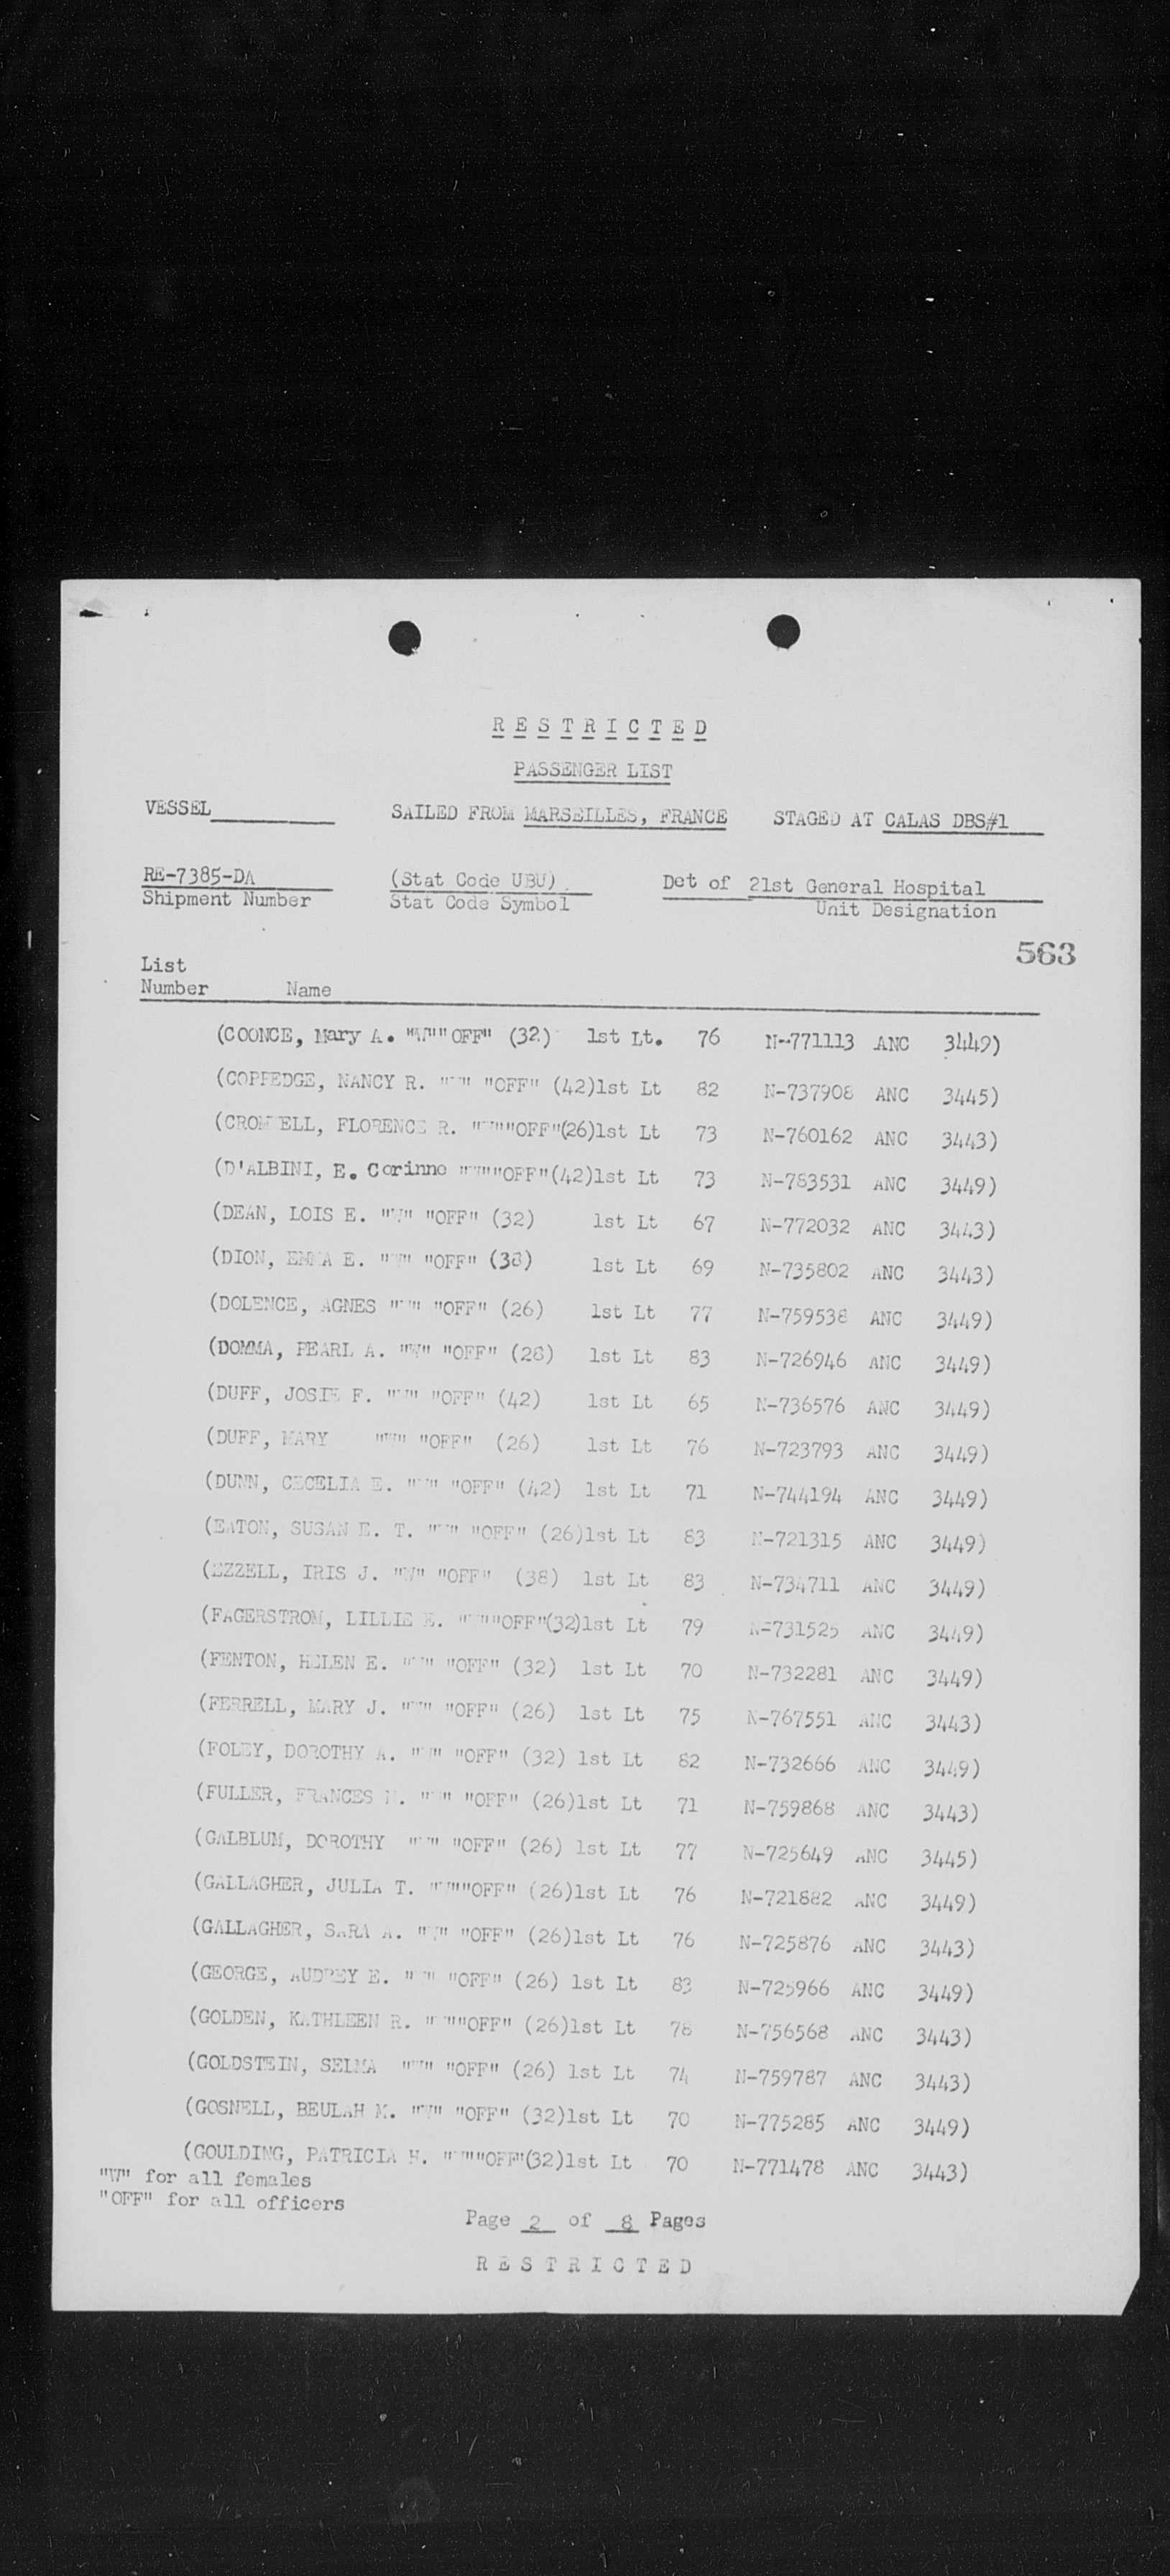 RESTRICTED
PASSENGER LIST
VESSEL SAILED FROM MARSEILLES, FRANCE STAGED AT CALAS DBS#1
RE-7385-DA (Stat Code UBU) Det of 21st General Hospital
Shipment Number Stat Code Symbol Unit Designation
563
List
Number Name
(COONCE, Mary A. "W""OFF" (32) 1st Lt. 76 N-771113 ANC 3449)
(COPPEDGE, NANCY R. "W" "OFF" (42)1st Lt 82 N-737908 ANC 3445)
(CROMWELL, FLORENCE R. "W""OFF"(26)1st Lt 73 N-760162 ANC 3443)
(D'ALBINI, E. Corinne "W""OFF"(42)1st Lt 73 N-783531 ANC 3449)
(DEAN, LOIS E. "W" "OFF" (32) 1st Lt 67 N-772032 ANC 3443)
(DION, EMMA E. "W" "OFF" (38) 1st Lt 69 N-735802 ANC 3443)
(DOLENCE, AGNES "W" "OFF" (26) 1st Lt 77 N-759538 ANC 3449)
(DOMMA, PEARL A. "W" "OFF" (28) 1st Lt 83 N-726946 ANC 3449)
(DUFF, JOSIE F. "W" "OFF" (42) 1st Lt 65 N-736576 ANC 3449)
(DUFF, MARY "W" "OFF" (26) 1st Lt 76 N-723793 ANC 3449)
(DUNN, CECELIA E. "W" "OFF" (42) 1st Lt 71 N-744194 ANC 3449)
(EATON, SUSAN E. T. "W" "OFF" (26)1st Lt 83 N-721315 ANC 3449)
(EZZELL, IRIS J. "W" "OFF" (38) 1st Lt 83 N-734711 ANC 3449)
(FAGERSTROM, LILLIE E. "W""OFF"(32)1st Lt 79 N-731525 ANC 3449)
(FENTON, HELEN E. "W" "OFF" (32) 1st Lt 70 N-732281 ANC 3449)
(FERRELL, MARY J. "W" "OFF" (26) 1st Lt 75 N-767551 ANC 3443)
(FOLEY, DOROTHY A. "W" "OFF" (32) 1st Lt 82 N-732666 ANC 3449)
(FULLER, FRANCES M. "W" "OFF" (26)1st Lt 71 N-759868 ANC 3443)
(GALBLUM, DOROTHY "W" "OFF" (26) 1st Lt 77 N-725649 ANC 3445)
(GALLAGHER, JULIA T. "W""OFF" (26)1st Lt 76 N-721882 ANC 3449)
(GALLAGHER, SARA A. "W" "OFF" (26)1st Lt 76 N-725876 ANC 3443)
(GEORGE, AUDREY E. "W" "OFF" (26) 1st Lt 83 N-725966 ANC 3449)
(GOLDEN, KATHLEEN R. "W""OFF" (26)1st Lt 78 N-756568 ANC 3443)
(GOLDSTEIN, SELMA "W" "OFF" (26) 1st Lt 74 N-759787 ANC 3443)
(GOSNELL, BEULAH M. "W" "OFF" (32)1st Lt 70 N-775285 ANC 3449)
(GOULDING, PATRICIA H. "W""OFF"(32)1st Lt 70 N-771478 ANC 3443)
"W" for all females
"OFF" for all officers
Page 2 of 8 Pages
RESTRICTED